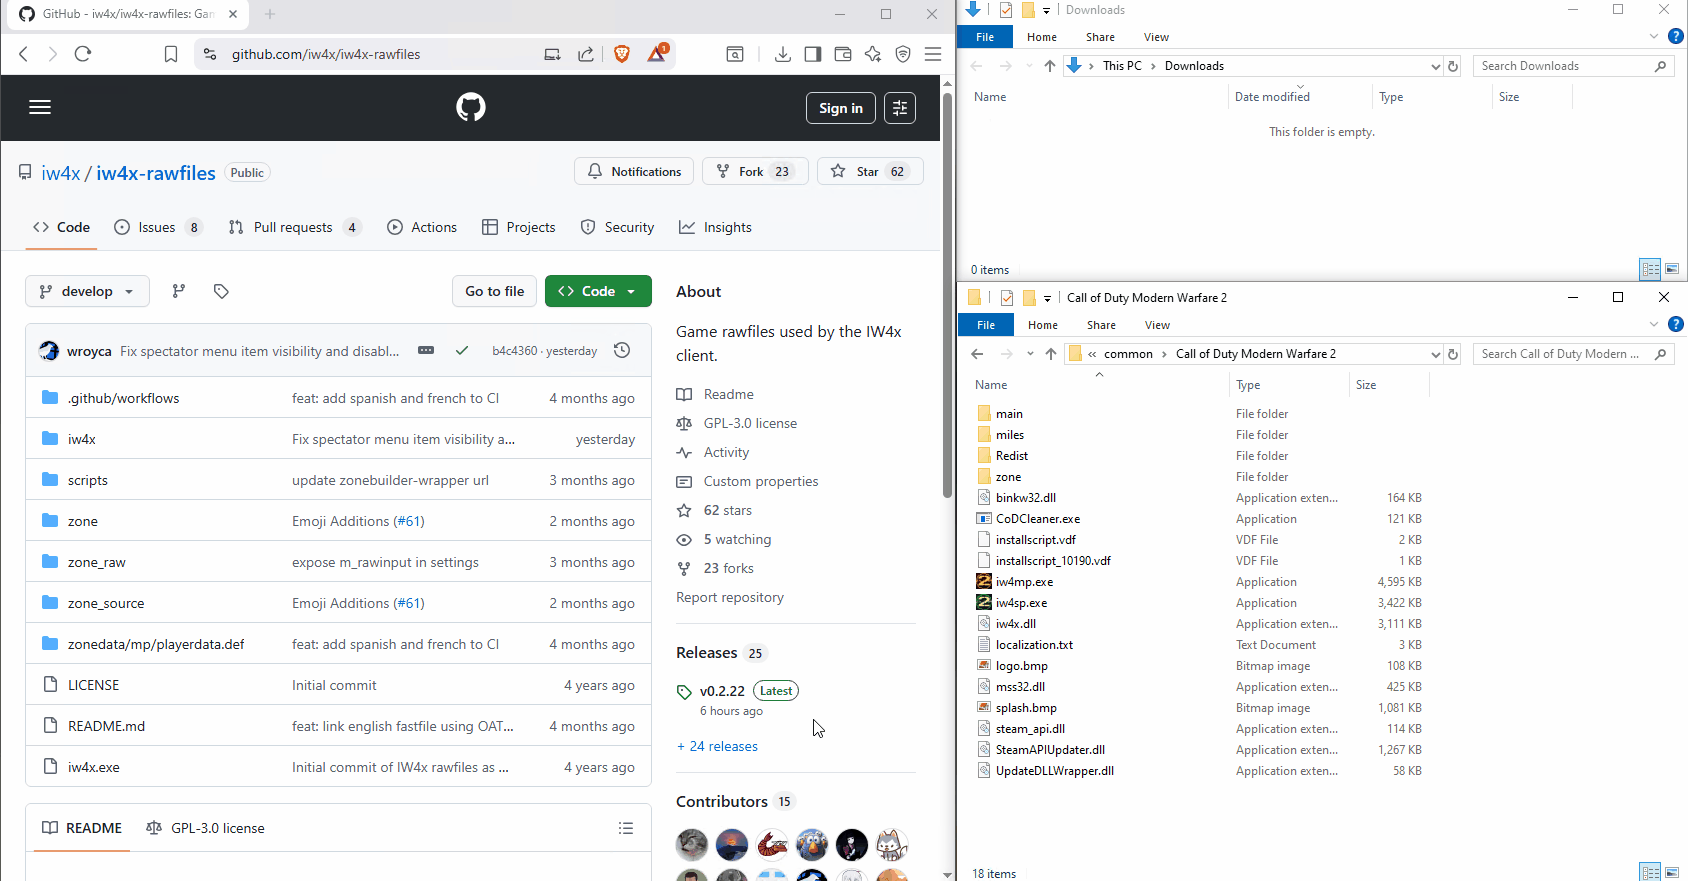 GitHub - iw4x/iw4x-rawfiles: Gam
github.com/iw4x/iw4x-rawfiles
1
Sign in
iw4x / iw4x-rawfiles Public
Notifications
Fork 23
Star 62
Code
Issues 8
Pull requests 4
Actions
Projects
Security
Insights
develop
Go to file
Code
wroyca Fix spectator menu item visibility and disabl... b4c4360 · yesterday
.github/workflows feat: add spanish and french to CI 4 months ago
iw4x Fix spectator menu item visibility a... yesterday
scripts update zonebuilder-wrapper url 3 months ago
zone Emoji Additions (#61) 2 months ago
zone_raw expose m_rawinput in settings 3 months ago
zone_source Emoji Additions (#61) 2 months ago
zonedata/mp/playerdata.def feat: add spanish and french to CI 4 months ago
LICENSE Initial commit 4 years ago
README.md feat: link english fastfile using OAT... 4 months ago
iw4x.exe Initial commit of IW4x rawfiles as ... 4 years ago
README
GPL-3.0 license
About
Game rawfiles used by the IW4x
client.
Readme
GPL-3.0 license
Activity
Custom properties
62 stars
5 watching
23 forks
Report repository
Releases 25
v0.2.22 Latest
6 hours ago
+ 24 releases
Contributors 15
Downloads
File Home Share View
This PC > Downloads
Search Downloads
Name Date modified Type Size
This folder is empty.
0 items
Call of Duty Modern Warfare 2
File Home Share View
« common > Call of Duty Modern Warfare 2
Search Call of Duty Modern ...
Name Type Size
main File folder
miles File folder
Redist File folder
zone File folder
binkw32.dll Application exten... 164 KB
CoDCleaner.exe Application 121 KB
installscript.vdf VDF File 2 KB
installscript_10190.vdf VDF File 1 KB
iw4mp.exe Application 4,595 KB
iw4sp.exe Application 3,422 KB
iw4x.dll Application exten... 3,111 KB
localization.txt Text Document 3 KB
logo.bmp Bitmap image 108 KB
mss32.dll Application exten... 425 KB
splash.bmp Bitmap image 1,081 KB
steam_api.dll Application exten... 114 KB
SteamAPIUpdater.dll Application exten... 1,267 KB
UpdateDLLWrapper.dll Application exten... 58 KB
18 items